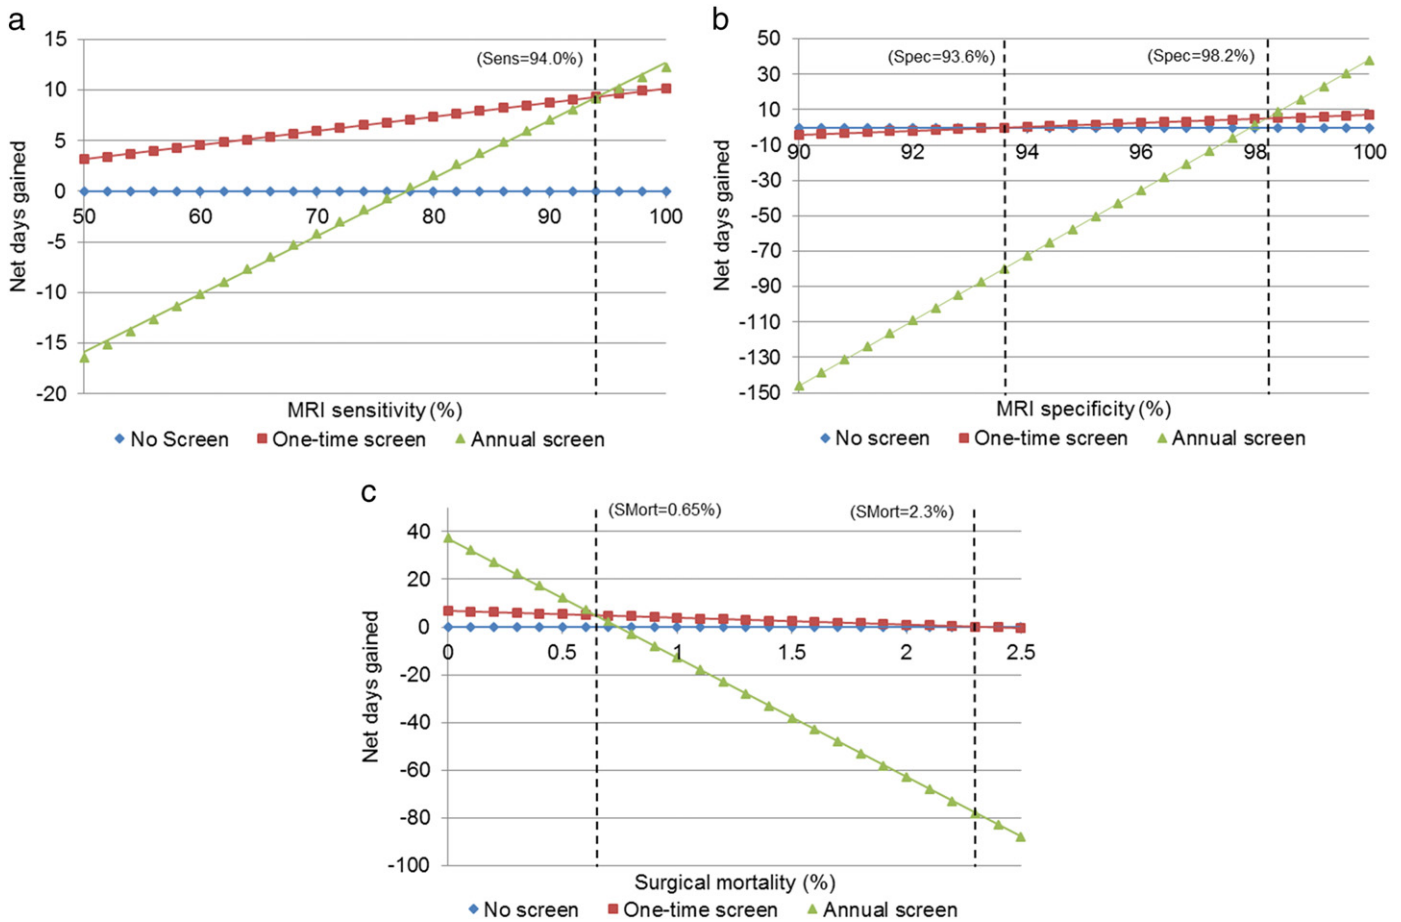 a
(Sens=94.0%)
15
10
5
0
-5
-10
-15
-20
50 60 70 80 90 100
Net days gained
MRI sensitivity (%)
No Screen One-time screen Annual screen
b
(Spec=93.6%) (Spec=98.2%)
50
30
10
-10
-30
-50
-70
-90
-110
-130
-150
90 92 94 96 98 100
Net days gained
MRI specificity (%)
No screen One-time screen Annual screen
c
(SMort=0.65%) (SMort=2.3%)
40
20
0
-20
-40
-60
-80
-100
0 0.5 1 1.5 2 2.5
Net days gained
Surgical mortality (%)
No screen One-time screen Annual screen